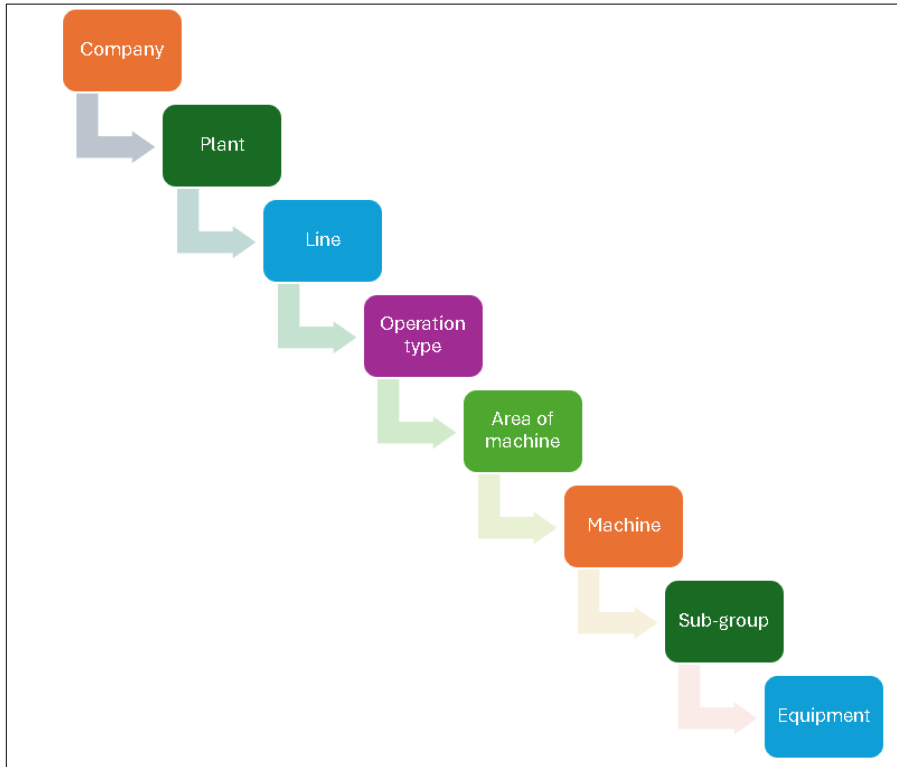 Company
Plant
Line
Operation
type
Area of
machine
Machine
Sub-group
Equipment